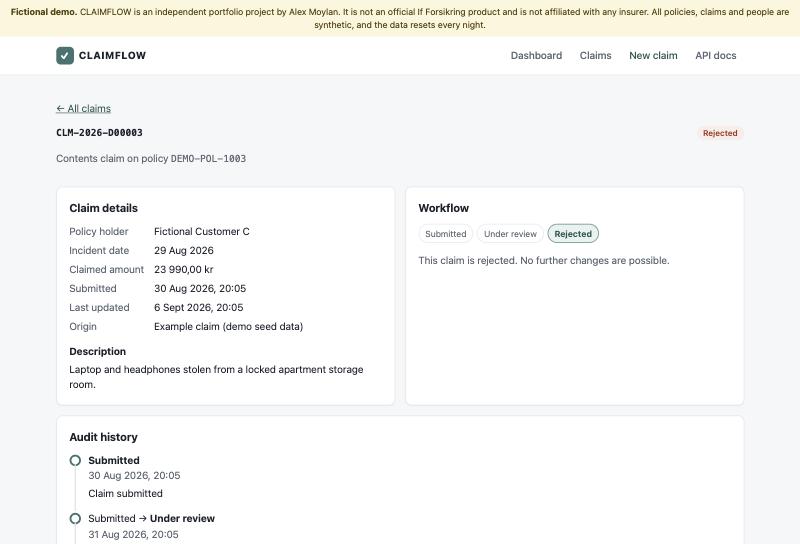 Fictional demo. CLAIMFLOW is an independent portfolio project by Alex Moylan. It is not an official If Forsikring product and is not affiliated with any insurer. All policies, claims and people are
synthetic, and the data resets every night.
CLAIMFLOW
Dashboard Claims New claim API docs
← All claims
CLM-2026-D00003
Rejected
Contents claim on policy DEMO-POL-1003
Claim details
Policy holder Fictional Customer C
Incident date 29 Aug 2026
Claimed amount 23 990,00 kr
Submitted 30 Aug 2026, 20:05
Last updated 6 Sept 2026, 20:05
Origin Example claim (demo seed data)
Description
Laptop and headphones stolen from a locked apartment storage
room.
Workflow
Submitted Under review Rejected
This claim is rejected. No further changes are possible.
Audit history
Submitted
30 Aug 2026, 20:05
Claim submitted
Submitted → Under review
31 Aug 2026, 20:05